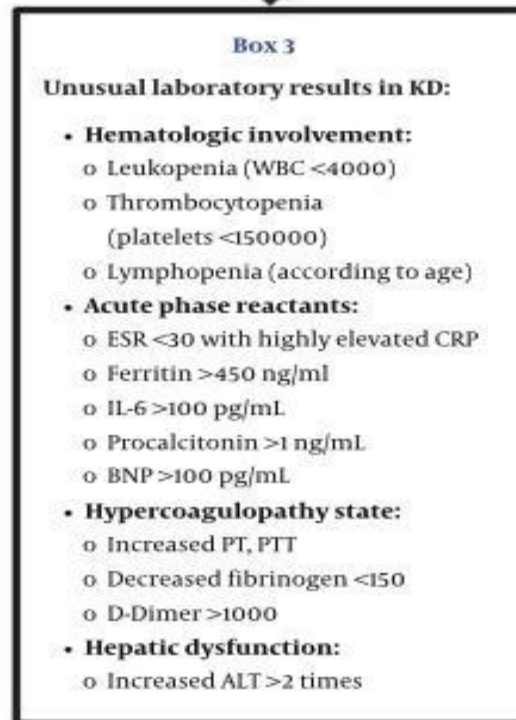 Box 3
Unusual laboratory results in KD:
• Hematologic involvement:
o Leukopenia (WBC <4000)
o Thrombocytopenia
(platelets <150000)
o Lymphopenia (according to age)
• Acute phase reactants:
o ESR <30 with highly elevated CRP
o Ferritin >450 ng/ml
o IL-6 >100 pg/mL
o Procalcitonin >1 ng/mL
o BNP >100 pg/mL
• Hypercoagulopathy state:
o Increased PT, PTT
o Decreased fibrinogen <150
o D-Dimer >1000
• Hepatic dysfunction:
o Increased ALT >2 times